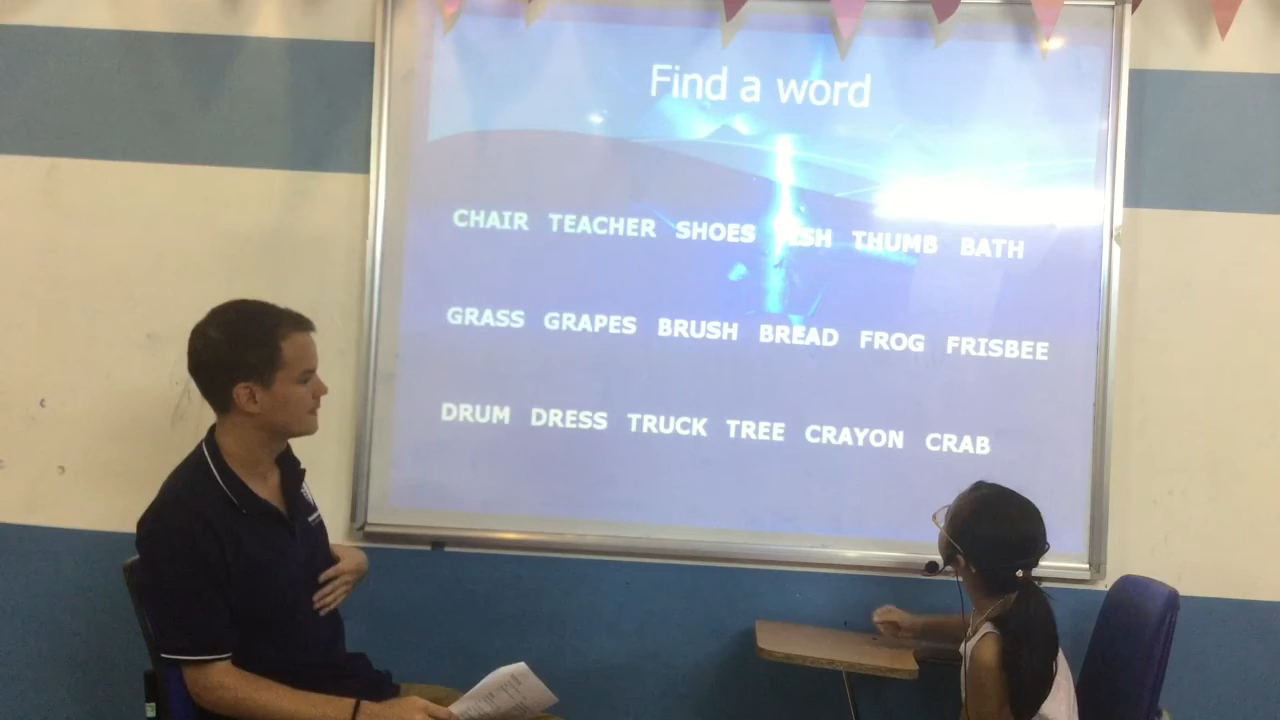 Find a word
CHAIR TEACHER SHOES THUMB BATH
GRASS GRAPES BRUSH BREAD FROG FRISBEE
DRUM DRESS TRUCK TREE CRAYON CRAB